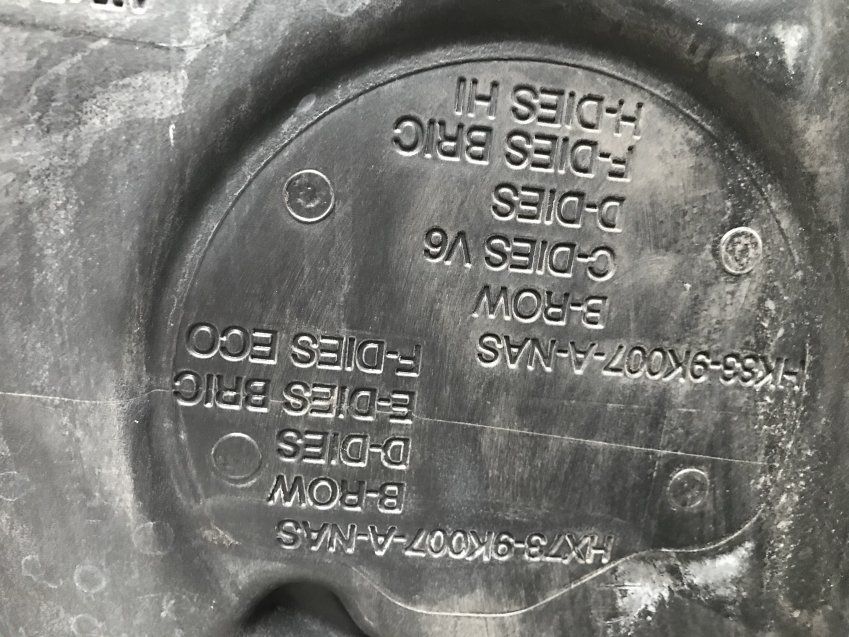 HX73-9K007-A-NAS
B-ROW
D-DIES
E-DIES BRIC
F-DIES ECO
HK83-9K007-A-NAS
B-ROW
C-DIES V6
D-DIES
F-DIES BRIC
H-DIES HI